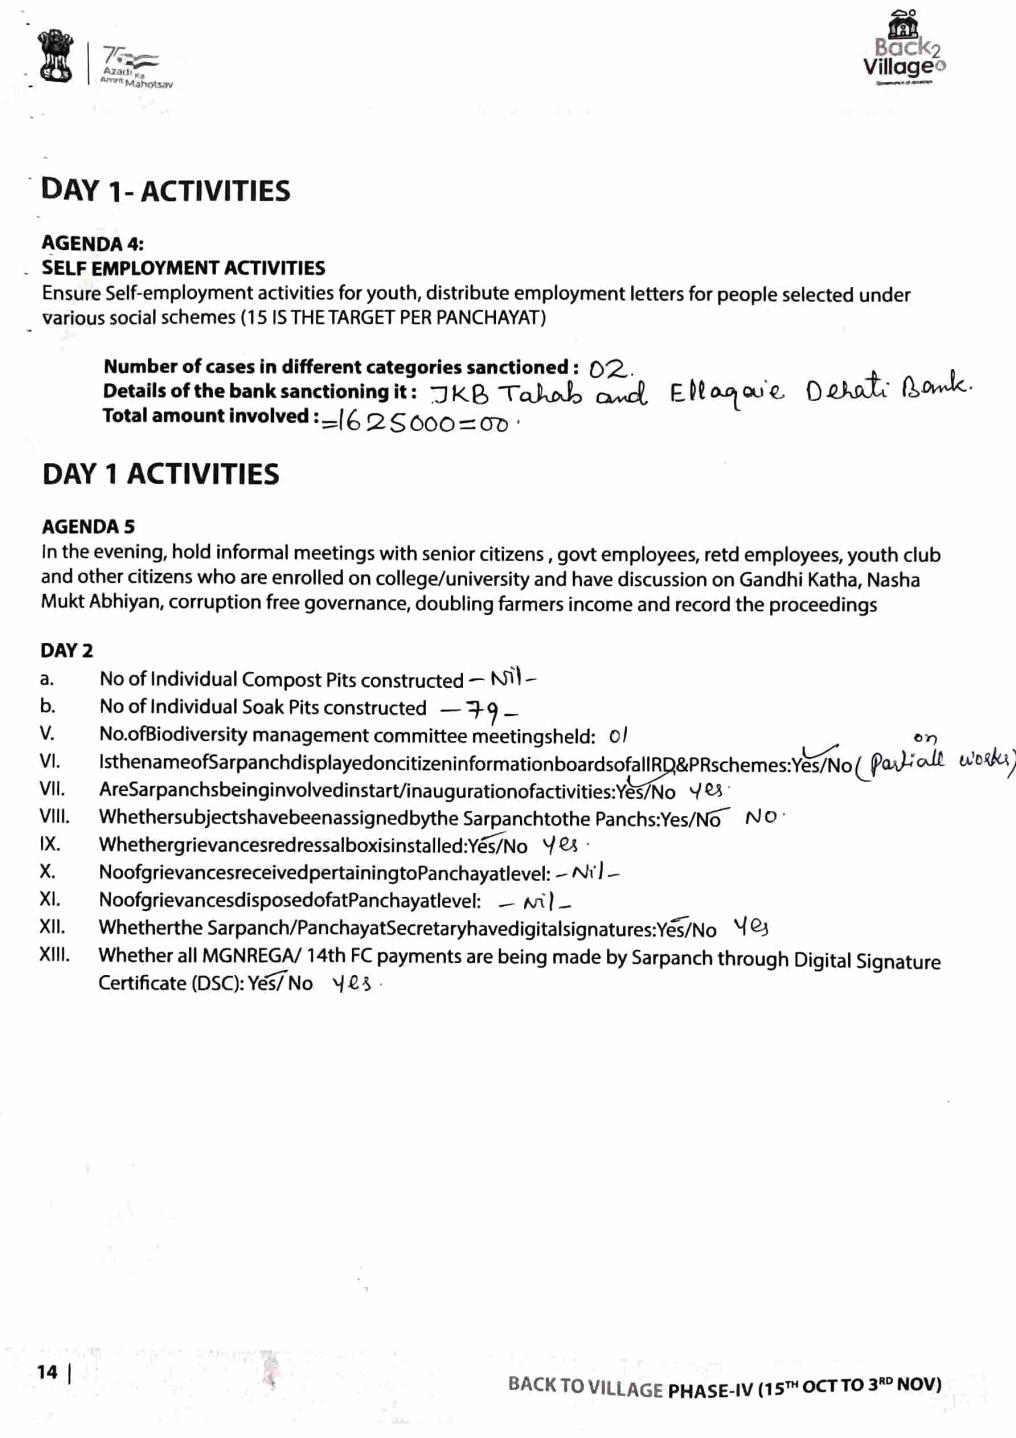 75
Azadi Ka
Amrit Mahotsav
Back2
Village
DAY 1- ACTIVITIES
AGENDA 4:
SELF EMPLOYMENT ACTIVITIES
Ensure Self-employment activities for youth, distribute employment letters for people selected under
various social schemes (15 IS THE TARGET PER PANCHAYAT)
Number of cases in different categories sanctioned : 02.
Details of the bank sanctioning it : JKB Tahab and Ellaqaie Dehati Bank.
Total amount involved :=1625000=00.
DAY 1 ACTIVITIES
AGENDA 5
In the evening, hold informal meetings with senior citizens , govt employees, retd employees, youth club
and other citizens who are enrolled on college/university and have discussion on Gandhi Katha, Nasha
Mukt Abhiyan, corruption free governance, doubling farmers income and record the proceedings
DAY 2
a. No of Individual Compost Pits constructed - Nil -
b. No of Individual Soak Pits constructed - 79 -
V. No.ofBiodiversity management committee meetingsheld: 01
VI. IsthenameofSarpanchdisplayedoncitizeninformationboardsofallRD&PRschemes:Yes/No (on Partiall works)
VII. AreSarpanchsbeinginvolvedinstart/inaugurationofactivities:Yes/No Yes.
VIII. Whethersubjectshavebeenassignedbythe Sarpanchtothe Panchs:Yes/No No.
IX. Whethergrievancesredressalboxisinstalled:Yes/No Yes.
X. NoofgrievancesreceivedpertainingtoPanchayatlevel: - Nil -
XI. NoofgrievancesdisposedofatPanchayatlevel: - Nil -
XII. Whetherthe Sarpanch/PanchayatSecretaryhavedigitalsignatures:Yes/No Yes
XIII. Whether all MGNREGA/ 14th FC payments are being made by Sarpanch through Digital Signature
Certificate (DSC): Yes/ No Yes.
14 |
BACK TO VILLAGE PHASE-IV (15TH OCT TO 3RD NOV)